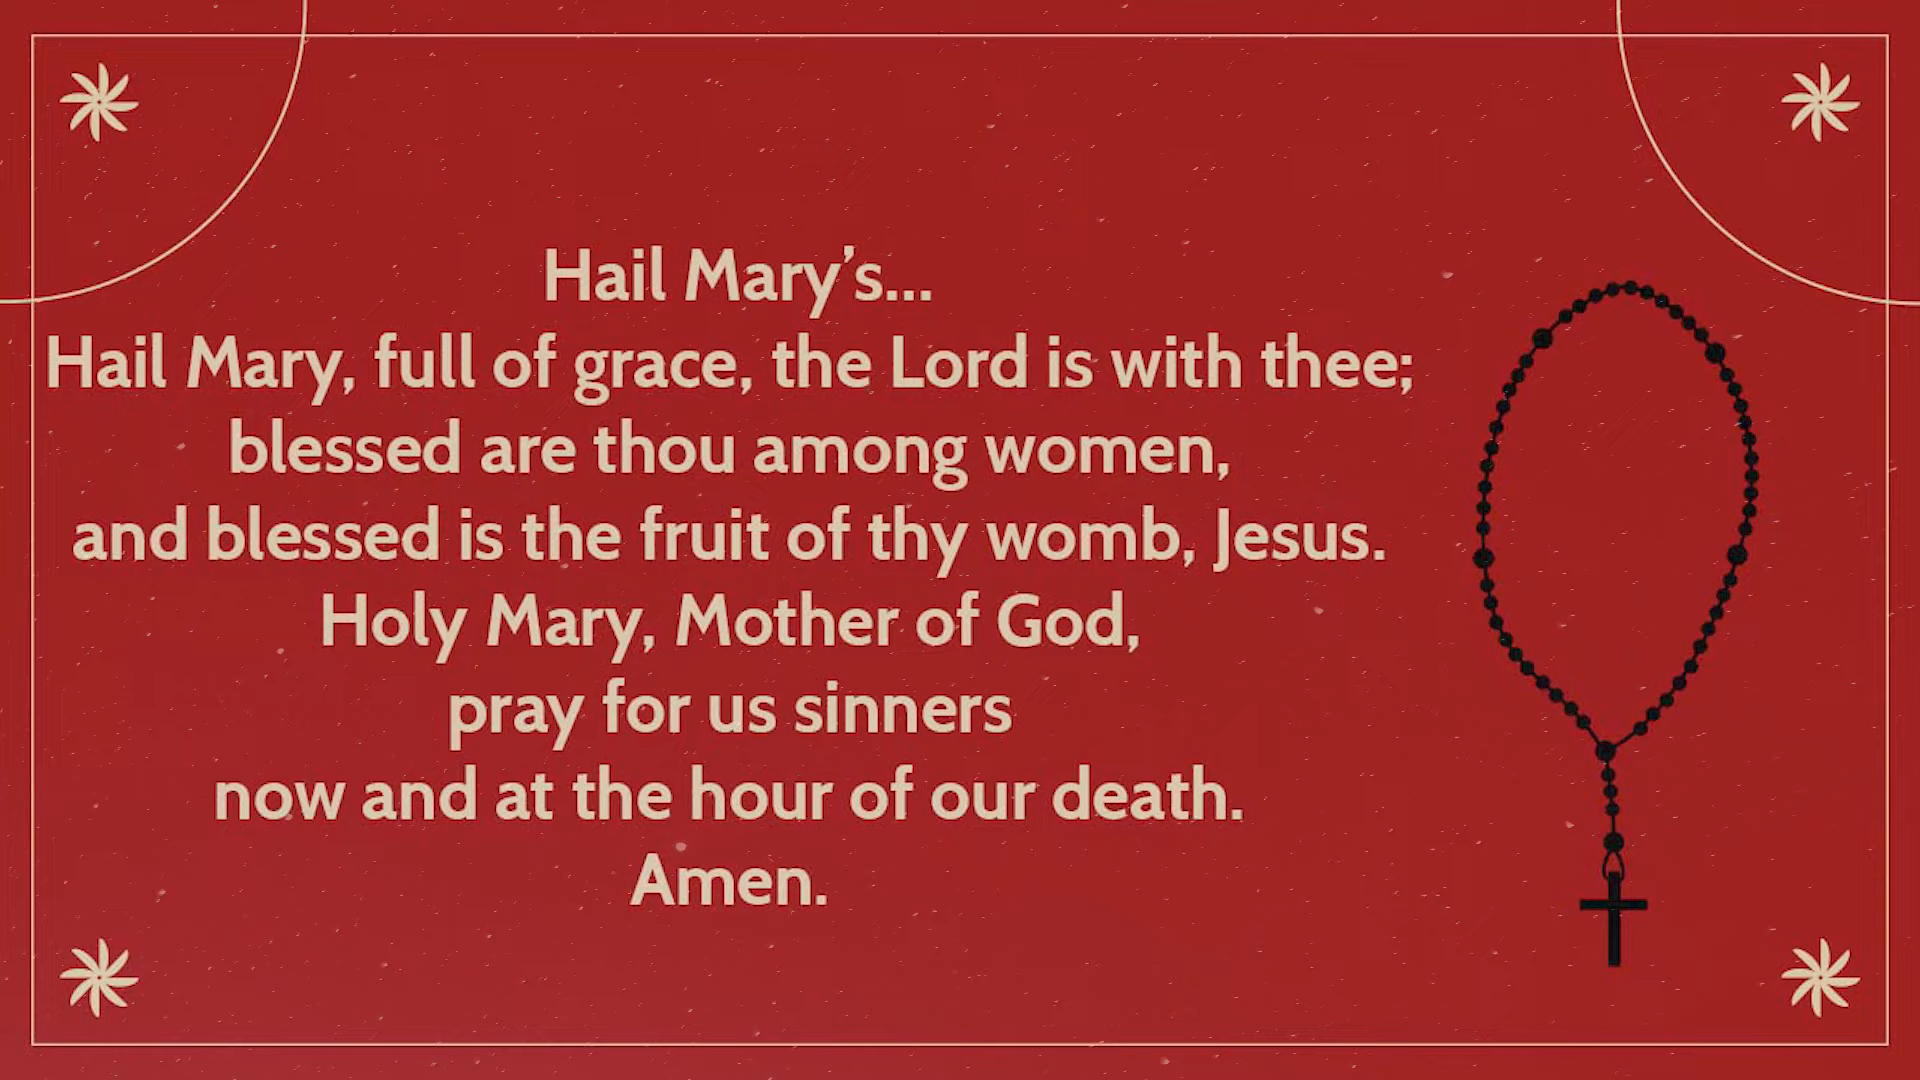 Hail Mary’s...
Hail Mary, full of grace, the Lord is with thee;
blessed are thou among women,
and blessed is the fruit of thy womb, Jesus.
Holy Mary, Mother of God,
pray for us sinners
now and at the hour of our death.
Amen.